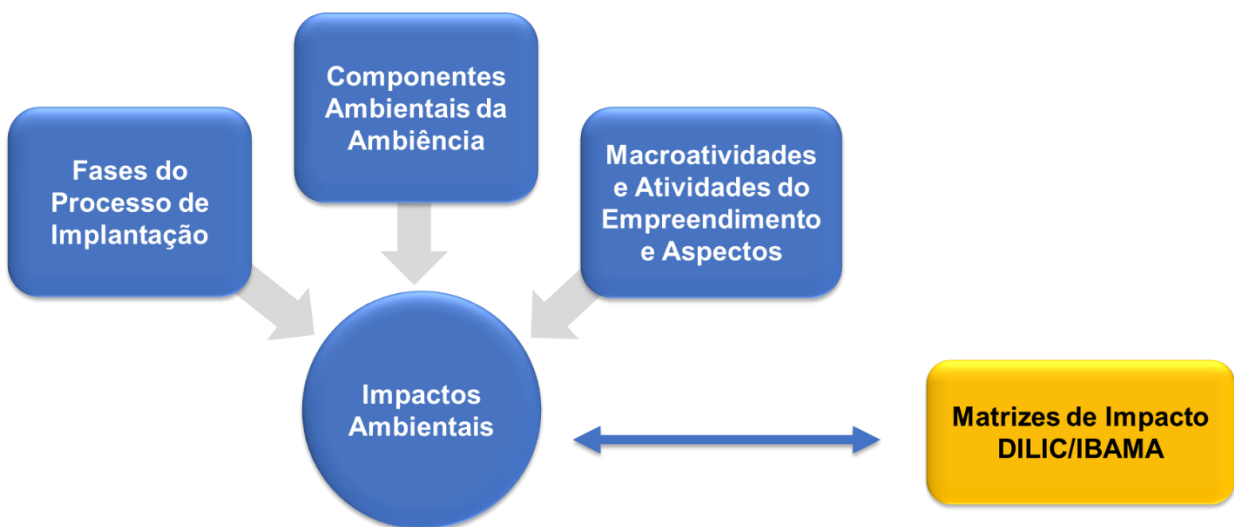 Componentes
Ambientais da
Ambiência
Fases do
Processo de
Implantação
Macroatividades
e Atividades do
Empreendimento
e Aspectos
Impactos
Ambientais
Matrizes de Impacto
DILIC/IBAMA